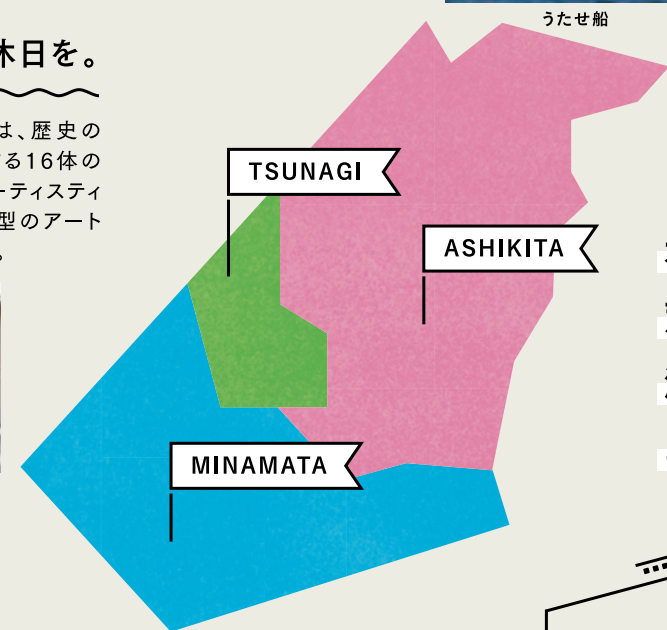 うたせ船
休日を。
は、歴史の
る16体の
ーティスティ
型のアート
。
TSUNAGI
ASHIKITA
MINAMATA